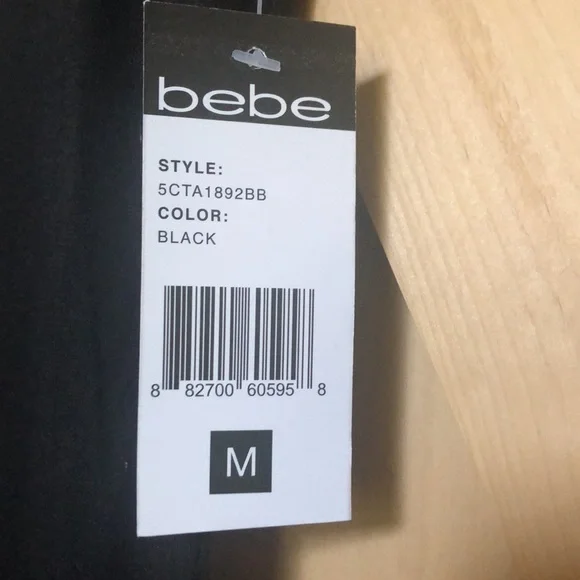 bebe
STYLE:
5CTA1892BB
COLOR:
BLACK
8 82700 60595 8
M